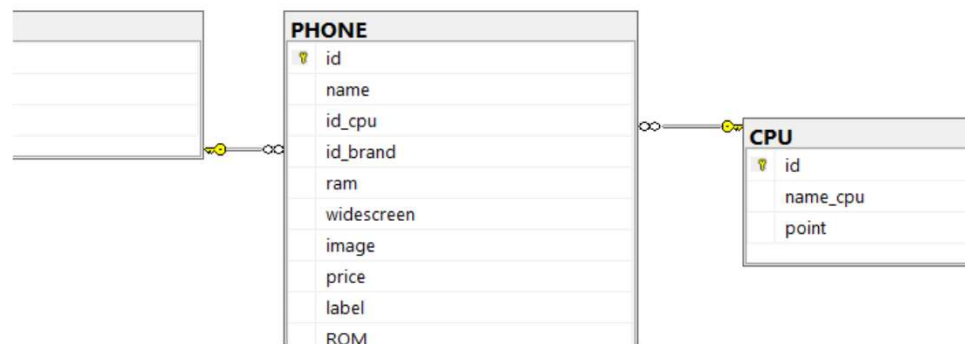 PHONE
id
name
id_cpu
id_brand
ram
widescreen
image
price
label
ROM
CPU
id
name_cpu
point